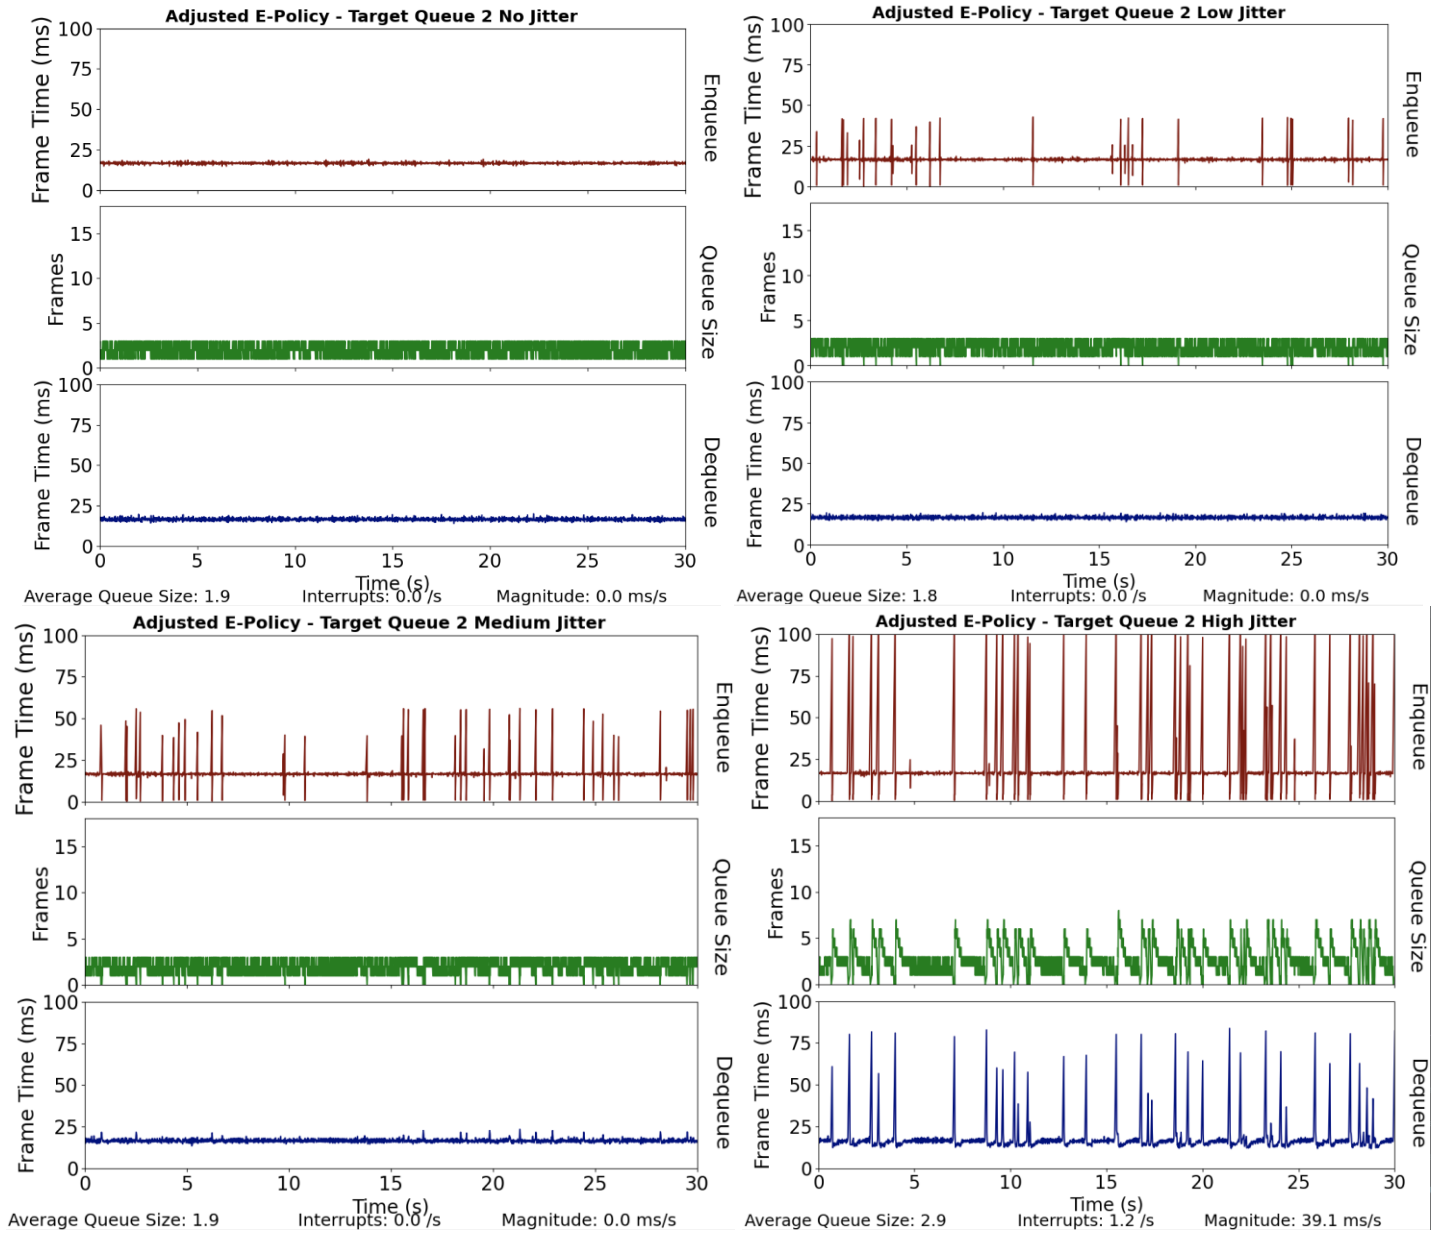 Adjusted E-Policy - Target Queue 2 No Jitter
Frame Time (ms)
100
75
50
25
0
Enqueue
Frames
15
10
5
0
Queue Size
Frame Time (ms)
100
75
50
25
0
Dequeue
0 5 10 15 20 25 30
Time (s)
Average Queue Size: 1.9 Interrupts: 0.0 /s Magnitude: 0.0 ms/s
Adjusted E-Policy - Target Queue 2 Low Jitter
Frame Time (ms)
100
75
50
25
0
Enqueue
Frames
15
10
5
0
Queue Size
Frame Time (ms)
100
75
50
25
0
Dequeue
0 5 10 15 20 25 30
Time (s)
Average Queue Size: 1.8 Interrupts: 0.0 /s Magnitude: 0.0 ms/s
Adjusted E-Policy - Target Queue 2 Medium Jitter
Frame Time (ms)
100
75
50
25
0
Enqueue
Frames
15
10
5
0
Queue Size
Frame Time (ms)
100
75
50
25
0
Dequeue
0 5 10 15 20 25 30
Time (s)
Average Queue Size: 1.9 Interrupts: 0.0 /s Magnitude: 0.0 ms/s
Adjusted E-Policy - Target Queue 2 High Jitter
Frame Time (ms)
100
75
50
25
0
Enqueue
Frames
15
10
5
0
Queue Size
Frame Time (ms)
100
75
50
25
0
Dequeue
0 5 10 15 20 25 30
Time (s)
Average Queue Size: 2.9 Interrupts: 1.2 /s Magnitude: 39.1 ms/s